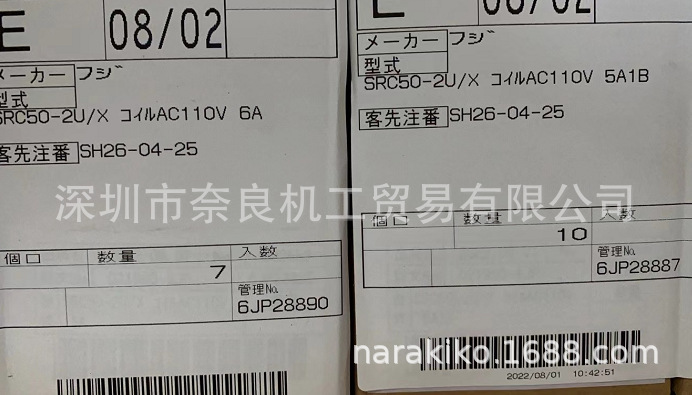 E 08/02
メーカー フジ
型式
SRC50-2U/X コイルAC110V 6A
客先注番 SH26-04-25
個口 数量 入数
7
管理No.
6JP28890
08/02
メーカー フジ
型式
SRC50-2U/X コイルAC110V 5A1B
客先注番 SH26-04-25
個口 数量 入数
10
管理No.
6JP28887
2022/08/01 10:42:51
深圳市奈良机工贸易有限公司
narakiko.1688.com